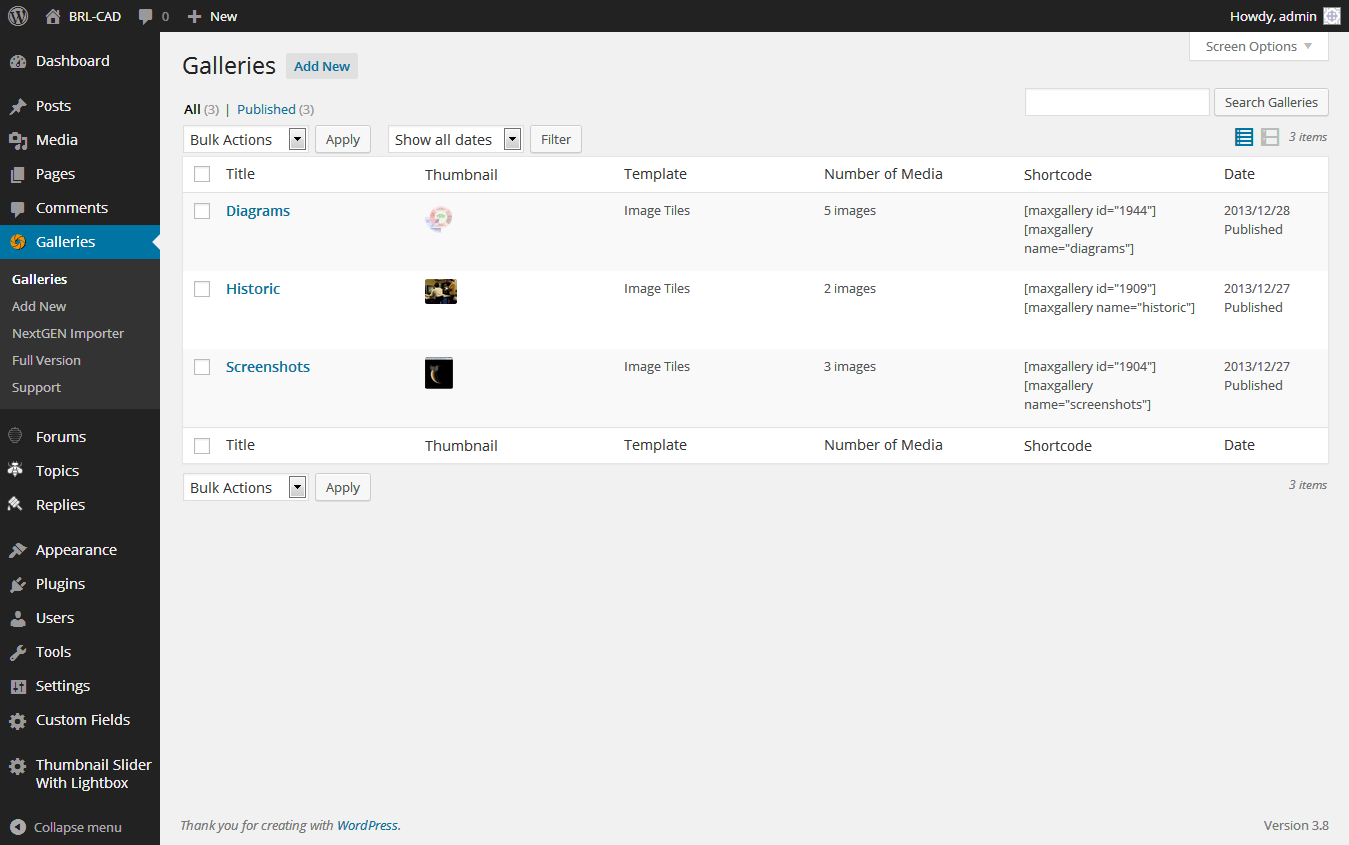 BRL-CAD 0 New Howdy, admin
Dashboard
Posts
Media
Pages
Comments
Galleries
Galleries
Add New
NextGEN Importer
Full Version
Support
Forums
Topics
Replies
Appearance
Plugins
Users
Tools
Settings
Custom Fields
Thumbnail Slider
With Lightbox
Collapse menu
Screen Options
Galleries Add New
All (3) | Published (3)
Search Galleries
Bulk Actions Apply Show all dates Filter 3 items
Title Thumbnail Template Number of Media Shortcode Date
Diagrams Image Tiles 5 images [maxgallery id="1944"] 2013/12/28
[maxgallery Published
name="diagrams"]
Historic Image Tiles 2 images [maxgallery id="1909"] 2013/12/27
[maxgallery name="historic"] Published
Screenshots Image Tiles 3 images [maxgallery id="1904"] 2013/12/27
[maxgallery Published
name="screenshots"]
Title Thumbnail Template Number of Media Shortcode Date
Bulk Actions Apply 3 items
Thank you for creating with WordPress. Version 3.8